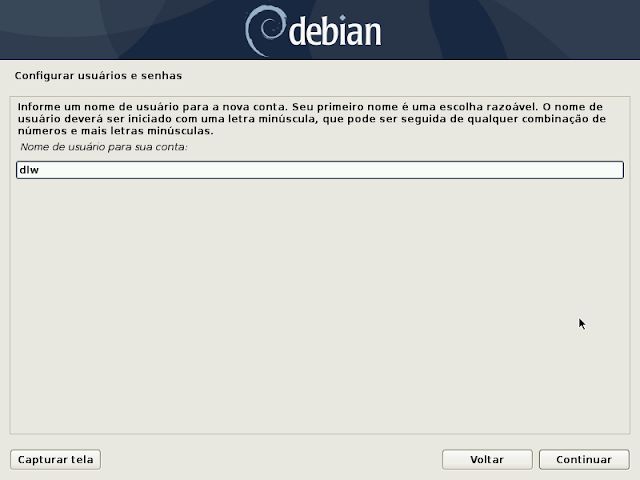 debian
Configurar usuários e senhas
Informe um nome de usuário para a nova conta. Seu primeiro nome é uma escolha razoável. O nome de
usuário deverá ser iniciado com uma letra minúscula, que pode ser seguida de qualquer combinação de
números e mais letras minúsculas.
Nome de usuário para sua conta:
dlw
Capturar tela
Voltar
Continuar